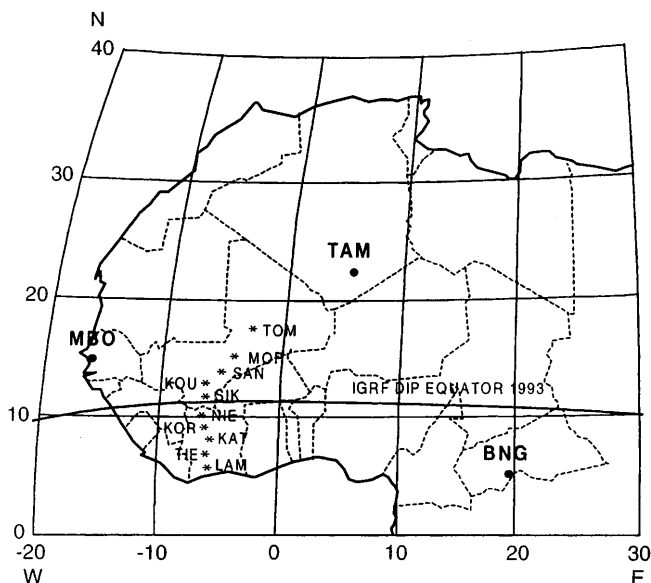 N
40
30
TAM
20
MBO
TOM
MOP
SAN
KOU
SIK
IGRF DIP EQUATOR 1993
10
NIE
KOR
KAT
TIE
LAM
BNG
0
-20 -10 0 10 20 30
W E